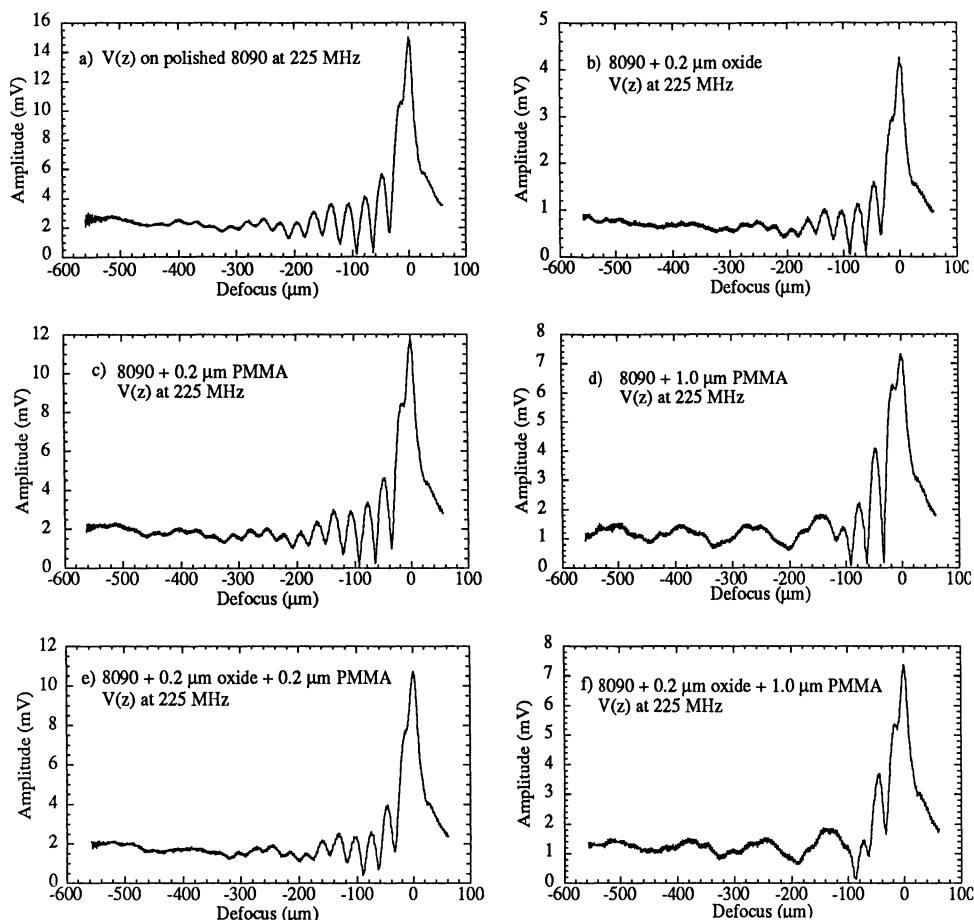 16
14
12
10
8
6
4
2
0
Amplitude (mV)
a) V(z) on polished 8090 at 225 MHz
-600 -500 -400 -300 -200 -100 0 100
Defocus (µm)
5
4
3
2
1
0
Amplitude (mV)
b) 8090 + 0.2 µm oxide
V(z) at 225 MHz
-600 -500 -400 -300 -200 -100 0 100
Defocus (µm)
12
10
8
6
4
2
0
Amplitude (mV)
c) 8090 + 0.2 µm PMMA
V(z) at 225 MHz
-600 -500 -400 -300 -200 -100 0 100
Defocus (µm)
8
7
6
5
4
3
2
1
0
Amplitude (mV)
d) 8090 + 1.0 µm PMMA
V(z) at 225 MHz
-600 -500 -400 -300 -200 -100 0 100
Defocus (µm)
12
10
8
6
4
2
0
Amplitude (mV)
e) 8090 + 0.2 µm oxide + 0.2 µm PMMA
V(z) at 225 MHz
-600 -500 -400 -300 -200 -100 0 100
Defocus (µm)
8
7
6
5
4
3
2
1
0
Amplitude (mV)
f) 8090 + 0.2 µm oxide + 1.0 µm PMMA
V(z) at 225 MHz
-600 -500 -400 -300 -200 -100 0 100
Defocus (µm)